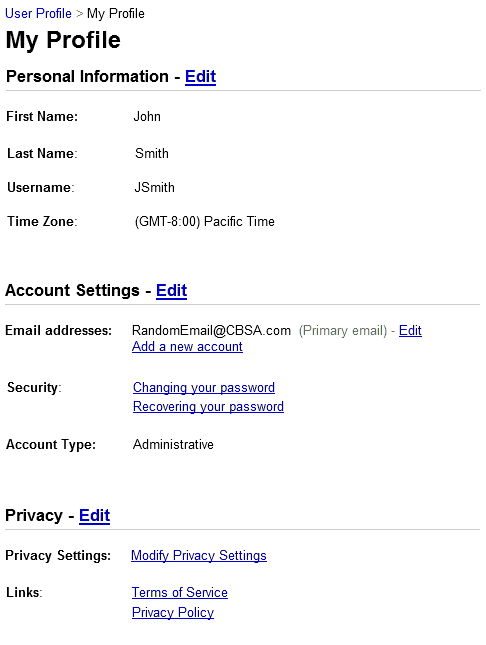 User Profile > My Profile
My Profile
Personal Information - Edit
First Name: John
Last Name: Smith
Username: JSmith
Time Zone: (GMT-8:00) Pacific Time
Account Settings - Edit
Email addresses: RandomEmail@CBSA.com (Primary email) - Edit
Add a new account
Security: Changing your password
Recovering your password
Account Type: Administrative
Privacy - Edit
Privacy Settings: Modify Privacy Settings
Links: Terms of Service
Privacy Policy